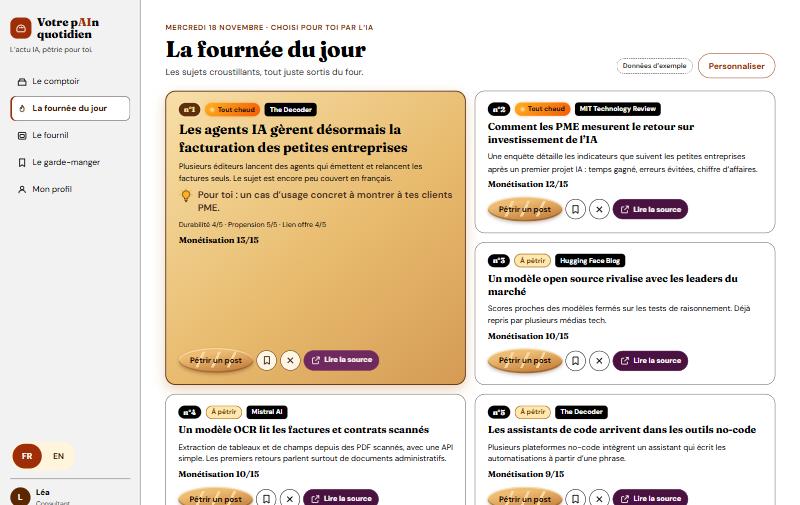 Votre pAIn
quotidien
L'actu IA, pétrie pour toi.
Le comptoir
La fournée du jour
Le fournil
Le garde-manger
Mon profil
FR
EN
L
Léa
Consultant
MERCREDI 18 NOVEMBRE · CHOISI POUR TOI PAR L'IA
La fournée du jour
Les sujets croustillants, tout juste sortis du four.
Données d'exemple
Personnaliser
n°1 Tout chaud The Decoder
Les agents IA gèrent désormais la
facturation des petites entreprises
Plusieurs éditeurs lancent des agents qui émettent et relancent les
factures seuls. Le sujet est encore peu couvert en français.
Pour toi : un cas d'usage concret à montrer à tes clients
PME.
Durabilité 4/5 · Propension 5/5 · Lien offre 4/5
Monétisation 13/15
Pétrir un post
Lire la source
n°2 Tout chaud MIT Technology Review
Comment les PME mesurent le retour sur
investissement de l'IA
Une enquête détaille les indicateurs que suivent les petites entreprises
après un premier projet IA : temps gagné, erreurs évitées, chiffre d'affaires.
Monétisation 12/15
Pétrir un post
Lire la source
n°3 À pétrir Hugging Face Blog
Un modèle open source rivalise avec les leaders du
marché
Scores proches des modèles fermés sur les tests de raisonnement. Déjà
repris par plusieurs médias tech.
Monétisation 10/15
Pétrir un post
Lire la source
n°4 À pétrir Mistral AI
Un modèle OCR lit les factures et contrats scannés
Extraction de tableaux et de champs depuis des PDF scannés, avec une API
simple. Les premiers retours parlent surtout de documents administratifs.
Monétisation 10/15
Pétrir un post
Lire la source
n°5 À pétrir The Decoder
Les assistants de code arrivent dans les outils no-code
Plusieurs plateformes no-code intègrent un assistant qui écrit les
automatisations à partir d'une phrase.
Monétisation 9/15
Pétrir un post
Lire la source